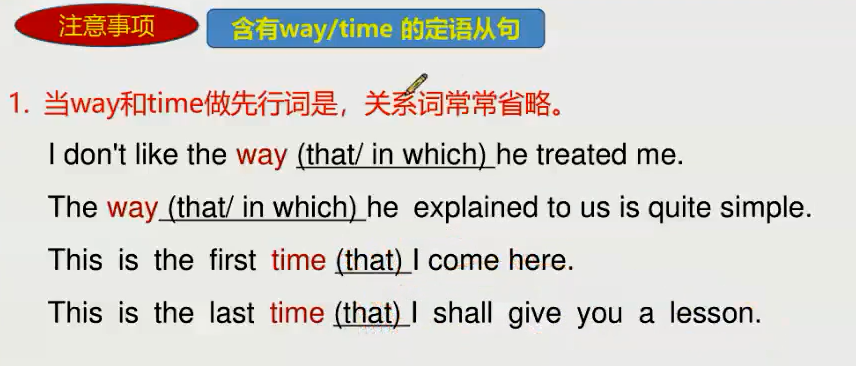 注意事项
含有way/time 的定语从句
1. 当way和time做先行词是，关系词常常省略。
I don't like the way (that/ in which) he treated me.
The way (that/ in which) he explained to us is quite simple.
This is the first time (that) I come here.
This is the last time (that) I shall give you a lesson.